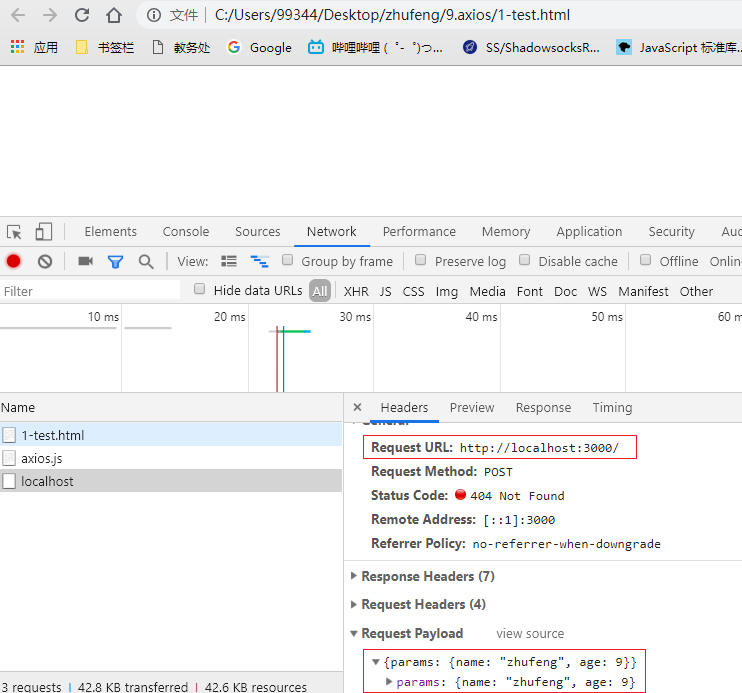 文件 C:/Users/99344/Desktop/zhufeng/9.axios/1-test.html
应用 书签栏 教务处 Google 哔哩哔哩 ( ゜- ゜)つ... SS/ShadowsocksR... JavaScript 标准库...
Elements Console Sources Network Performance Memory Application Security Auc
View: Group by frame Preserve log Disable cache Offline Onlin
Filter Hide data URLs All XHR JS CSS Img Media Font Doc WS Manifest Other
10 ms 20 ms 30 ms 40 ms 50 ms 60 m
Name Headers Preview Response Timing
General
1-test.html
Request URL: http://localhost:3000/
axios.js
Request Method: POST
localhost
Status Code: 404 Not Found
Remote Address: [::1]:3000
Referrer Policy: no-referrer-when-downgrade
Response Headers (7)
Request Headers (4)
Request Payload view source
{params: {name: "zhufeng", age: 9}}
params: {name: "zhufeng", age: 9}
3 requests 42.8 KB transferred 42.6 KB resources